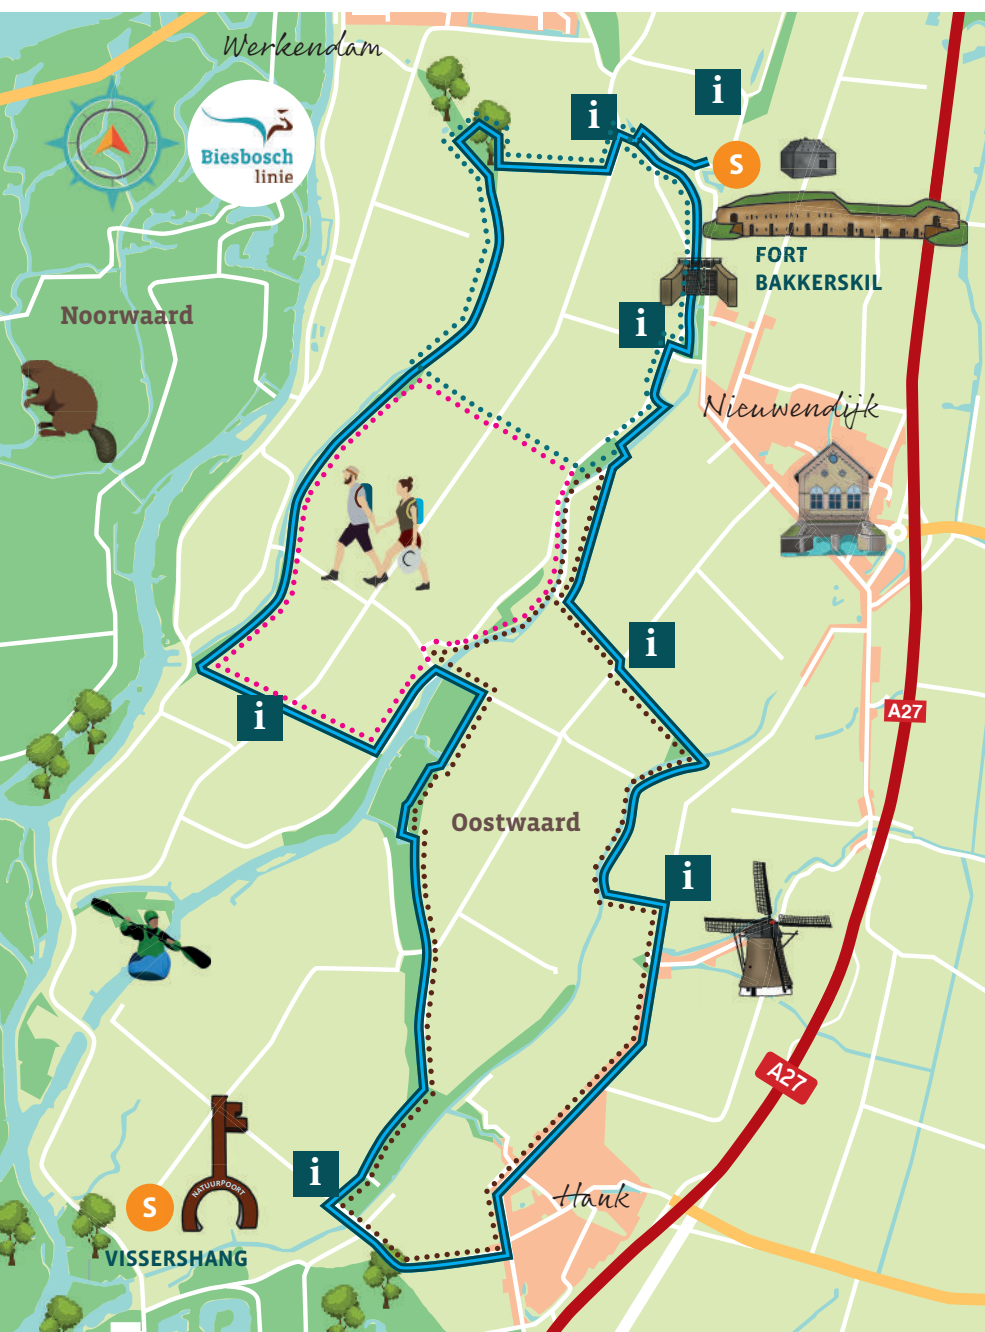 Werkendam
i
i
Biesbosch
linie
S
FORT
BAKKERSKIL
Noorwaard
i
Nieuwendijk
i
i
A27
Oostwaard
i
A27
i
NATUURPOORT
S
Hank
VISSERSHANG